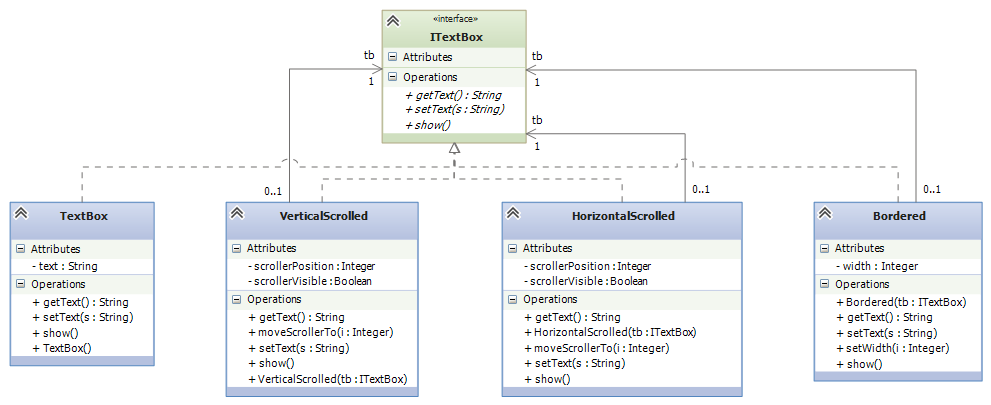 «interface»
ITextBox
Attributes
Operations
+ getText() : String
+ setText(s : String)
+ show()
tb
1
tb
1
tb
1
0..1
0..1
0..1
TextBox
Attributes
- text : String
Operations
+ getText() : String
+ setText(s : String)
+ show()
+ TextBox()
VerticalScrolled
Attributes
- scrollerPosition : Integer
- scrollerVisible : Boolean
Operations
+ getText() : String
+ moveScrollerTo(i : Integer)
+ setText(s : String)
+ show()
+ VerticalScrolled(tb : ITextBox)
HorizontalScrolled
Attributes
- scrollerPosition : Integer
- scrollerVisible : Boolean
Operations
+ getText() : String
+ HorizontalScrolled(tb : ITextBox)
+ moveScrollerTo(i : Integer)
+ setText(s : String)
+ show()
Bordered
Attributes
- width : Integer
Operations
+ Bordered(tb : ITextBox)
+ getText() : String
+ setText(s : String)
+ setWidth(i : Integer)
+ show()